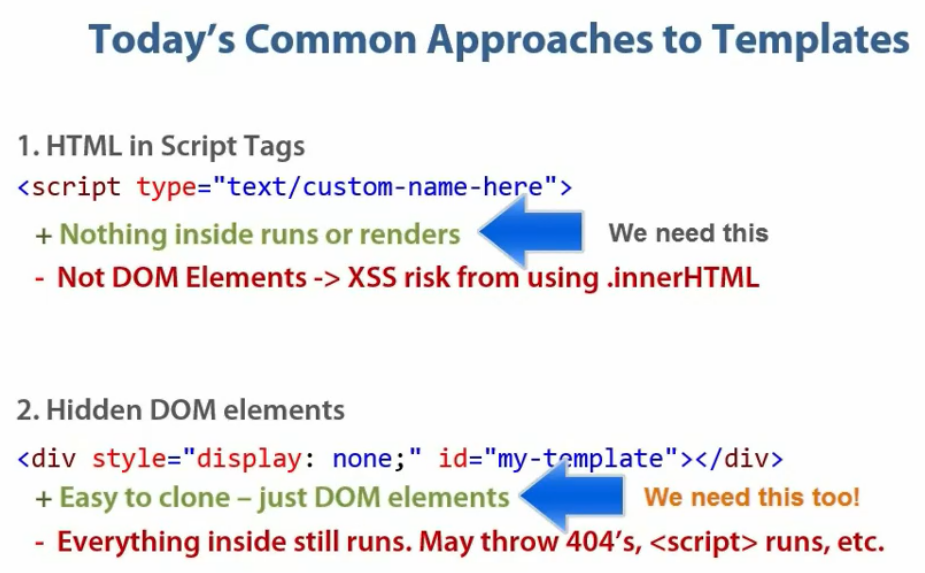 Today's Common Approaches to Templates
1. HTML in Script Tags
<script type="text/custom-name-here">
+ Nothing inside runs or renders
We need this
- Not DOM Elements -> XSS risk from using .innerHTML
2. Hidden DOM elements
<div style="display: none;" id="my-template"></div>
+ Easy to clone – just DOM elements
We need this too!
- Everything inside still runs. May throw 404's, <script> runs, etc.